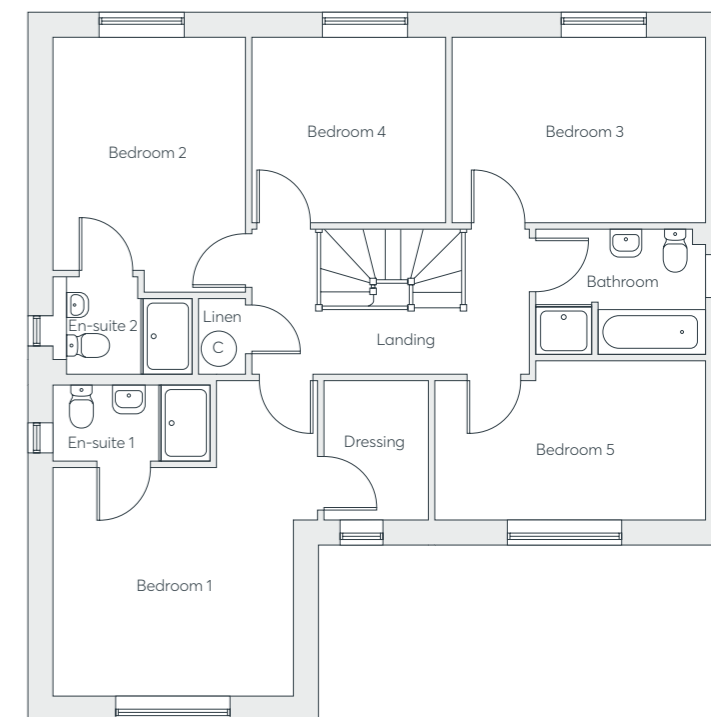 Bedroom 2
Bedroom 4
Bedroom 3
Bathroom
Linen
C
En-suite 2
Landing
En-suite 1
Dressing
Bedroom 5
Bedroom 1